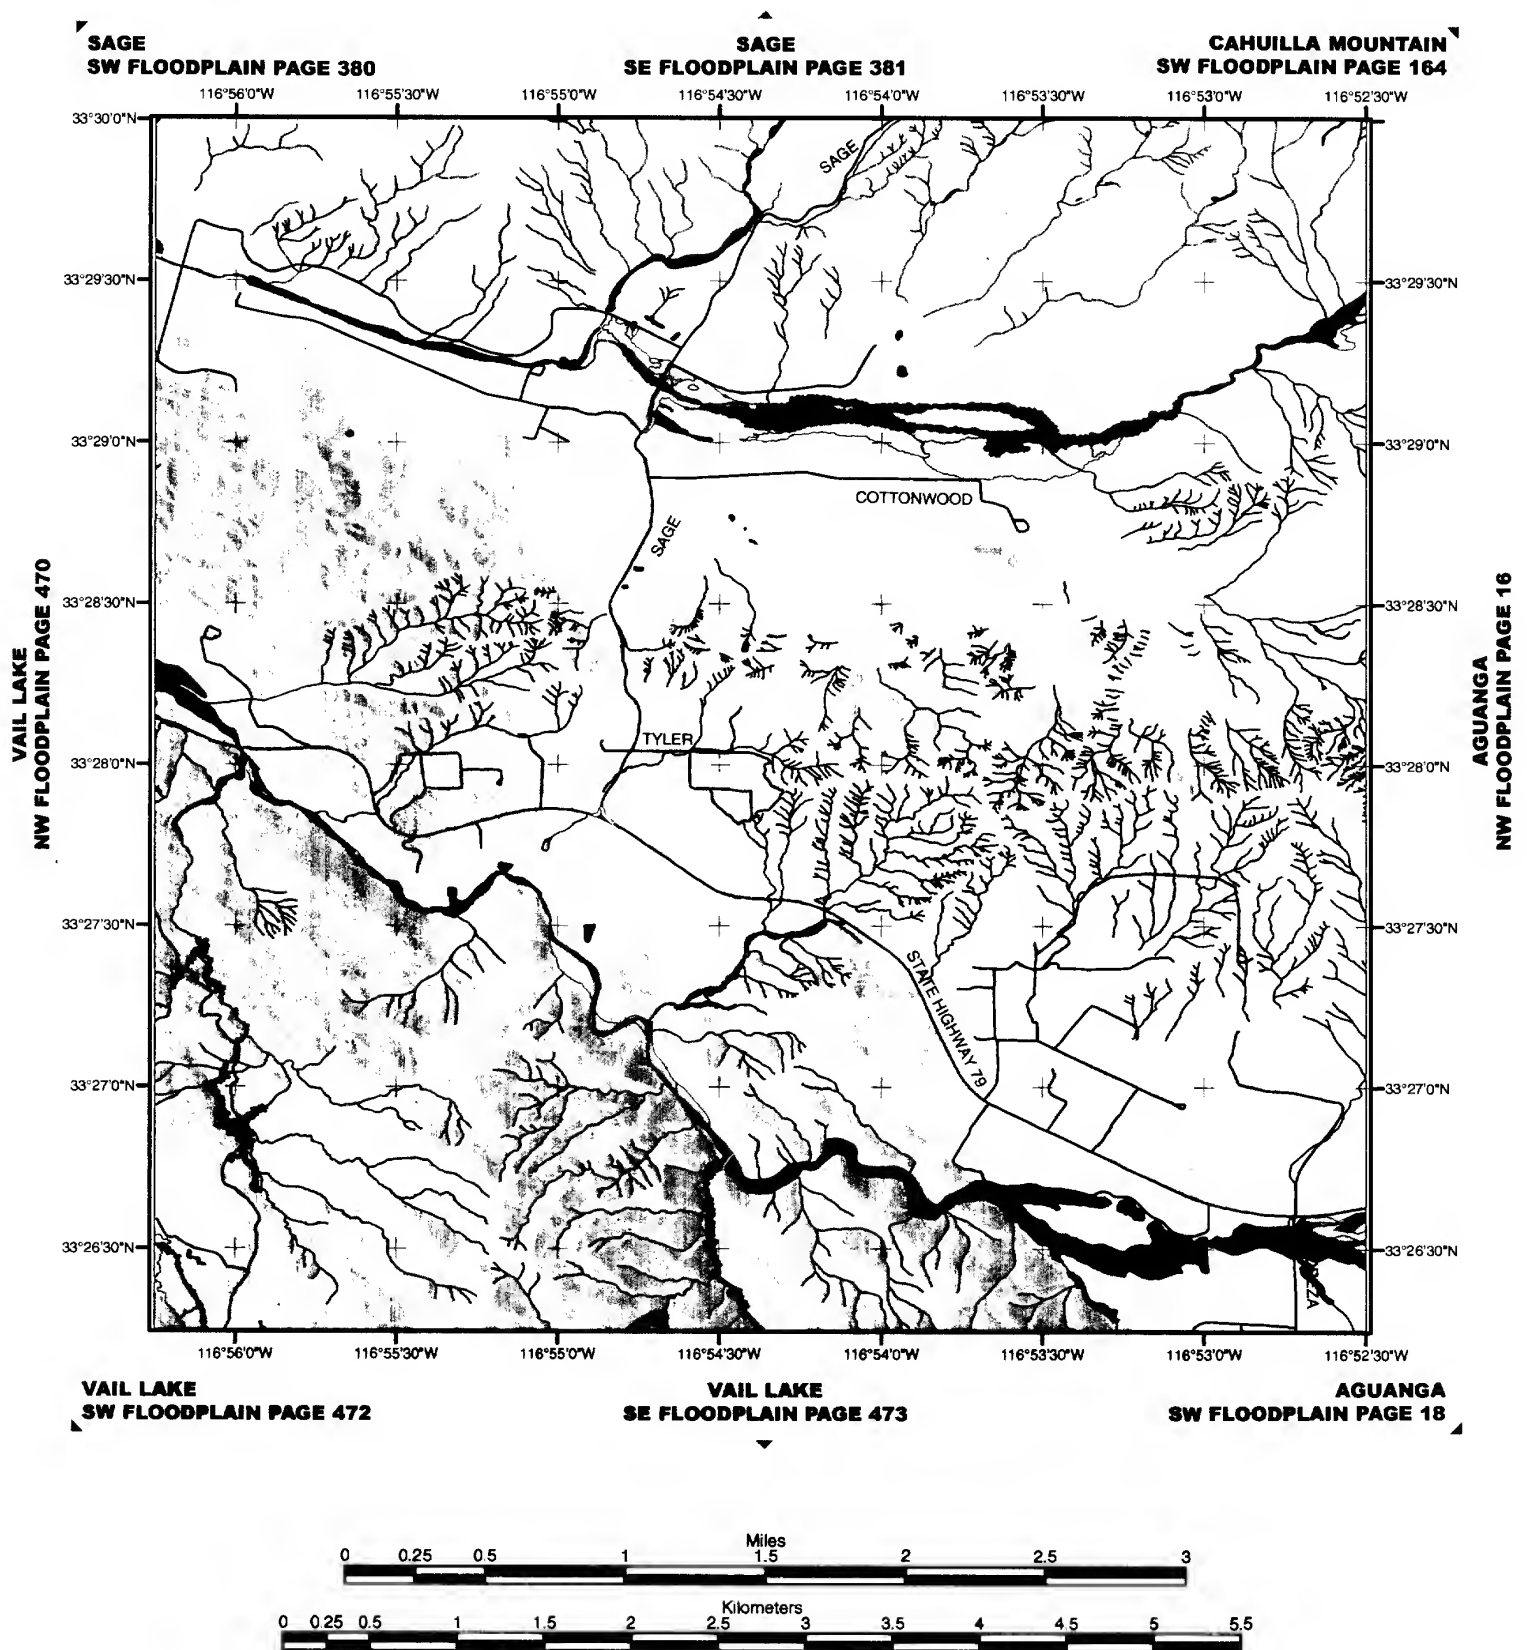 SAGE
SW FLOODPLAIN PAGE 380
SAGE
SE FLOODPLAIN PAGE 381
CAHUILLA MOUNTAIN
SW FLOODPLAIN PAGE 164
116°56'0"W 116°55'30"W 116°55'0"W 116°54'30"W 116°54'0"W 116°53'30"W 116°53'0"W 116°52'30"W
33°30'0"N
SAGE
33°29'30"N 33°29'30"N
33°29'0"N 33°29'0"N
COTTONWOOD
SAGE
33°28'30"N 33°28'30"N
VAIL LAKE
NW FLOODPLAIN PAGE 470
AGUANGA
NW FLOODPLAIN PAGE 16
TYLER
33°28'0"N 33°28'0"N
33°27'30"N 33°27'30"N
STATE HIGHWAY 79
33°27'0"N 33°27'0"N
33°26'30"N 33°26'30"N
116°56'0"W 116°55'30"W 116°55'0"W 116°54'30"W 116°54'0"W 116°53'30"W 116°53'0"W 116°52'30"W
VAIL LAKE
SW FLOODPLAIN PAGE 472
VAIL LAKE
SE FLOODPLAIN PAGE 473
AGUANGA
SW FLOODPLAIN PAGE 18
Miles
0 0.25 0.5 1 1.5 2 2.5 3
Kilometers
0 0.25 0.5 1 1.5 2 2.5 3 3.5 4 4.5 5 5.5